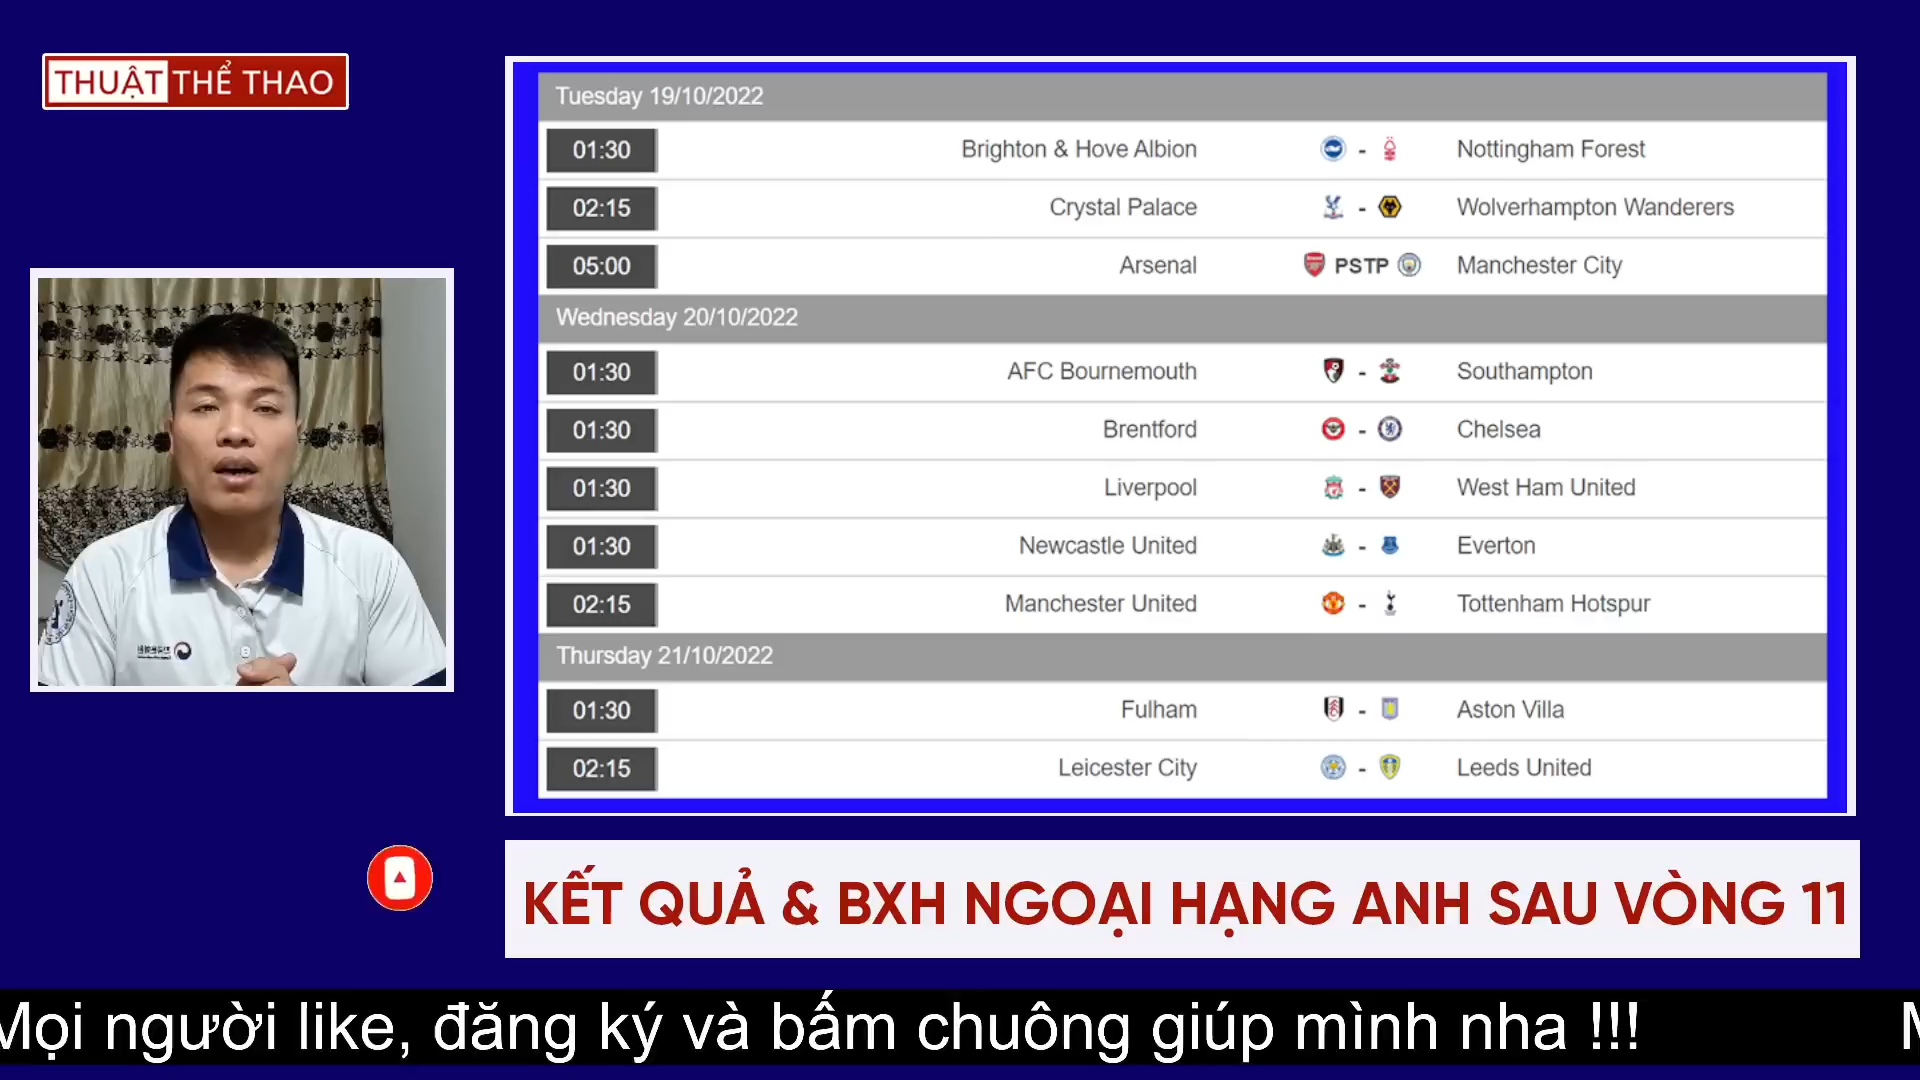 THUẬT THỂ THAO
Tuesday 19/10/2022
01:30 Brighton & Hove Albion - Nottingham Forest
02:15 Crystal Palace - Wolverhampton Wanderers
05:00 Arsenal PSTP Manchester City
Wednesday 20/10/2022
01:30 AFC Bournemouth - Southampton
01:30 Brentford - Chelsea
01:30 Liverpool - West Ham United
01:30 Newcastle United - Everton
02:15 Manchester United - Tottenham Hotspur
Thursday 21/10/2022
01:30 Fulham - Aston Villa
02:15 Leicester City - Leeds United
KẾT QUẢ & BXH NGOẠI HẠNG ANH SAU VÒNG 11
Mọi người like, đăng ký và bấm chuông giúp mình nha !!! M